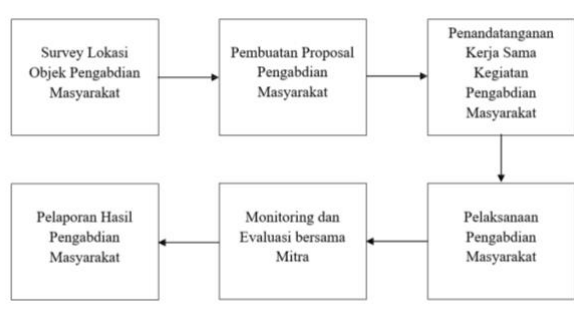 Survey Lokasi
Objek Pengabdian
Masyarakat
Pembuatan Proposal
Pengabdian
Masyarakat
Penandatanganan
Kerja Sama
Kegiatan
Pengabdian
Masyarakat
Pelaksanaan
Pengabdian
Masyarakat
Monitoring dan
Evaluasi bersama
Mitra
Pelaporan Hasil
Pengabdian
Masyarakat